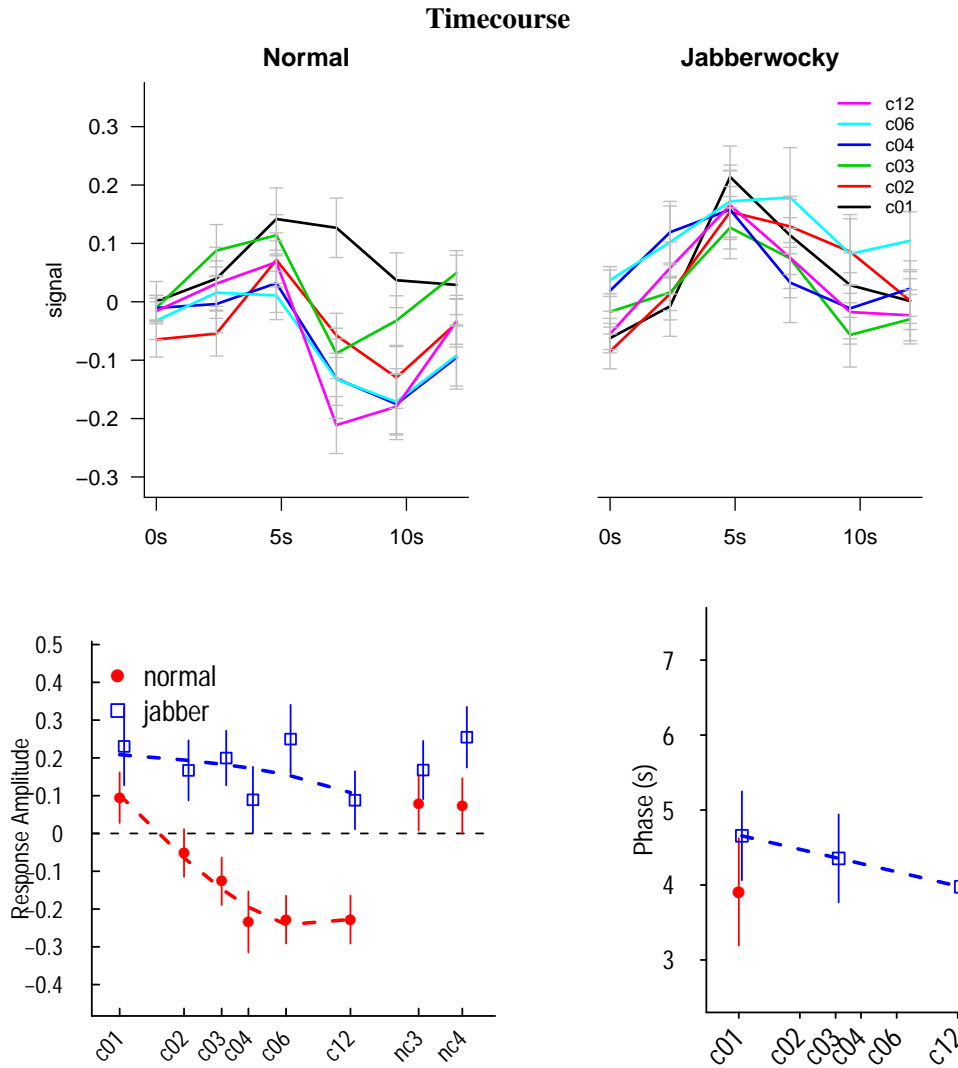 Timecourse
Normal
Jabberwocky
signal
0.3
0.2
0.1
0
−0.1
−0.2
−0.3
0s
5s
10s
0s
5s
10s
c12
c06
c04
c03
c02
c01
Response Amplitude
0.5
0.4
0.3
0.2
0.1
0
−0.1
−0.2
−0.3
−0.4
normal
jabber
c01
c02
c03
c04
c06
c12
nc3
nc4
Phase (s)
7
6
5
4
3
c01
c02
c03
c04
c06
c12